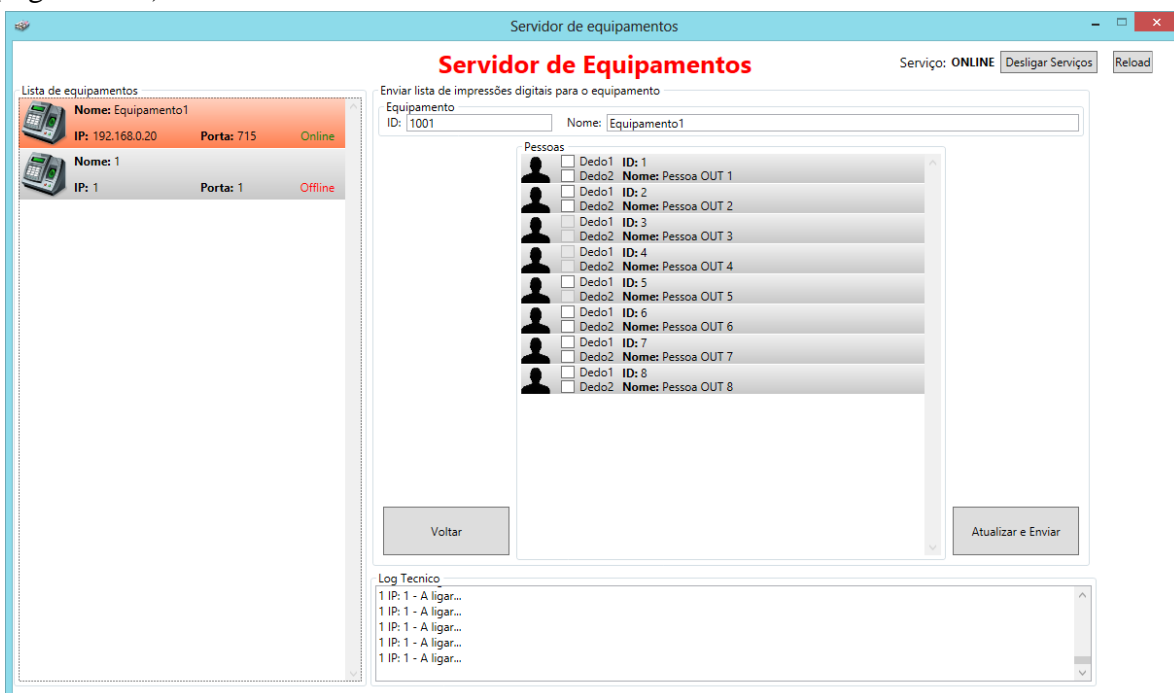 Servidor de equipamentos
Servidor de Equipamentos
Serviço: ONLINE Desligar Serviços Reload
Lista de equipamentos
Nome: Equipamento1
IP: 192.168.0.20 Porta: 715 Online
Nome: 1
IP: 1 Porta: 1 Offline
Enviar lista de impressões digitais para o equipamento
Equipamento
ID: 1001 Nome: Equipamento1
Pessoas
Dedo1 ID: 1
Dedo2 Nome: Pessoa OUT 1
Dedo1 ID: 2
Dedo2 Nome: Pessoa OUT 2
Dedo1 ID: 3
Dedo2 Nome: Pessoa OUT 3
Dedo1 ID: 4
Dedo2 Nome: Pessoa OUT 4
Dedo1 ID: 5
Dedo2 Nome: Pessoa OUT 5
Dedo1 ID: 6
Dedo2 Nome: Pessoa OUT 6
Dedo1 ID: 7
Dedo2 Nome: Pessoa OUT 7
Dedo1 ID: 8
Dedo2 Nome: Pessoa OUT 8
Voltar
Atualizar e Enviar
Log Tecnico
1 IP: 1 - A ligar...
1 IP: 1 - A ligar...
1 IP: 1 - A ligar...
1 IP: 1 - A ligar...
1 IP: 1 - A ligar...